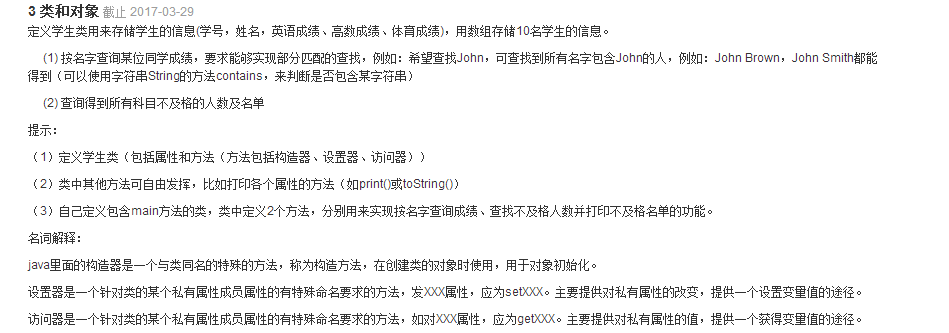 3 类和对象 截止 2017-03-29
定义学生类用来存储学生的信息(学号，姓名，英语成绩、高数成绩、体育成绩)，用数组存储10名学生的信息。
(1) 按名字查询某位同学成绩，要求能够实现部分匹配的查找，例如：希望查找John，可查找到所有名字包含John的人，例如：John Brown，John Smith都能
得到（可以使用字符串String的方法contains，来判断是否包含某字符串）
(2) 查询得到所有科目不及格的人数及名单
提示：
（1）定义学生类（包括属性和方法（方法包括构造器、设置器、访问器））
（2）类中其他方法可自由发挥，比如打印各个属性的方法（如print()或toString()）
（3）自己定义包含main方法的类，类中定义2个方法，分别用来实现按名字查询成绩、查找不及格人数并打印不及格名单的功能。
名词解释：
java里面的构造器是一个与类同名的特殊的方法，称为构造方法，在创建类的对象时使用，用于对象初始化。
设置器是一个针对类的某个私有属性成员属性的有特殊命名要求的方法，发XXX属性，应为setXXX。主要提供对私有属性的改变，提供一个设置变量值的途径。
访问器是一个针对类的某个私有属性成员属性的有特殊命名要求的方法，如对XXX属性，应为getXXX。主要提供对私有属性的值，提供一个获得变量值的途径。